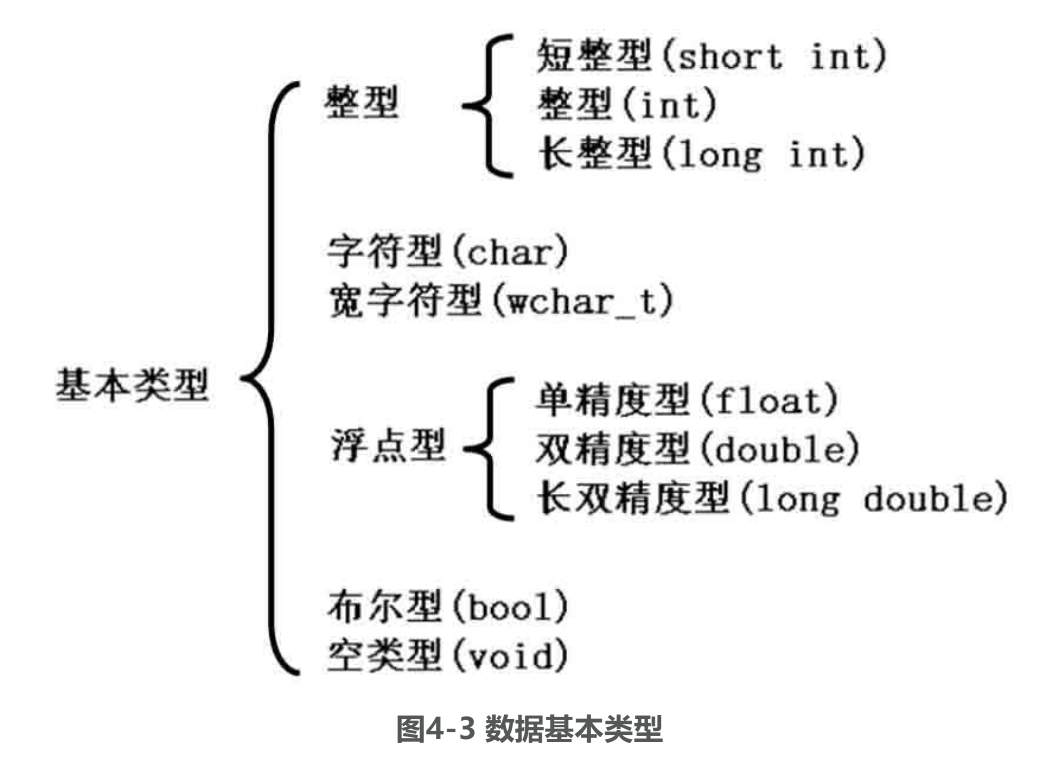 短整型(short int)
整型
整型(int)
长整型(long int)
字符型(char)
宽字符型(wchar_t)
基本类型
单精度型(float)
浮点型
双精度型(double)
长双精度型(long double)
布尔型(bool)
空类型(void)
图4-3 数据基本类型